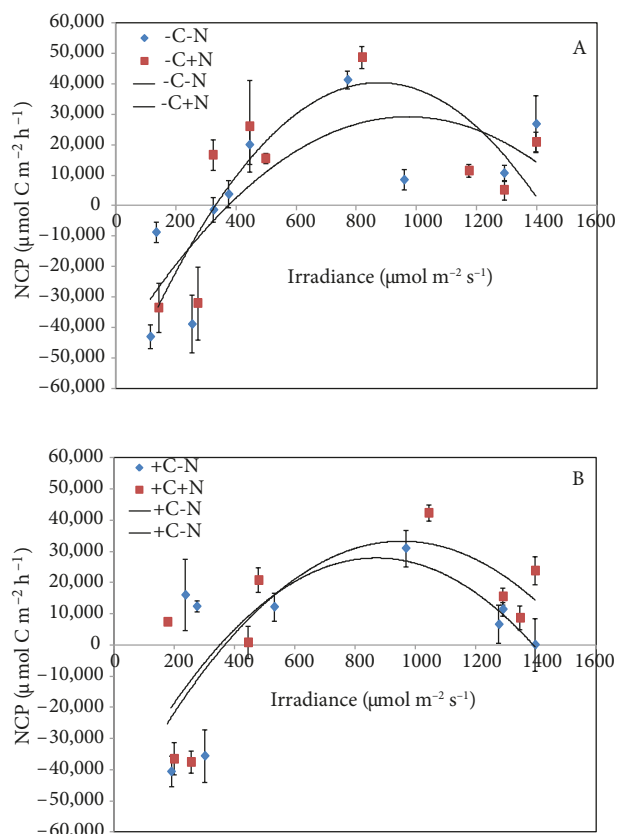 A
-C-N
-C+N
-C-N
-C+N
NCP (µmol C m⁻² h⁻¹)
60,000
50,000
40,000
30,000
20,000
10,000
0
−10,000
−20,000
−30,000
−40,000
−50,000
−60,000
0 200 400 600 800 1000 1200 1400 1600
Irradiance (µmol m⁻² s⁻¹)
B
+C-N
+C+N
+C-N
+C-N
NCP (µmol C m⁻² h⁻¹)
60,000
50,000
40,000
30,000
20,000
10,000
0
−10,000
−20,000
−30,000
−40,000
−50,000
−60,000
0 200 400 600 800 1000 1200 1400 1600
Irradiance (µmol m⁻² s⁻¹)